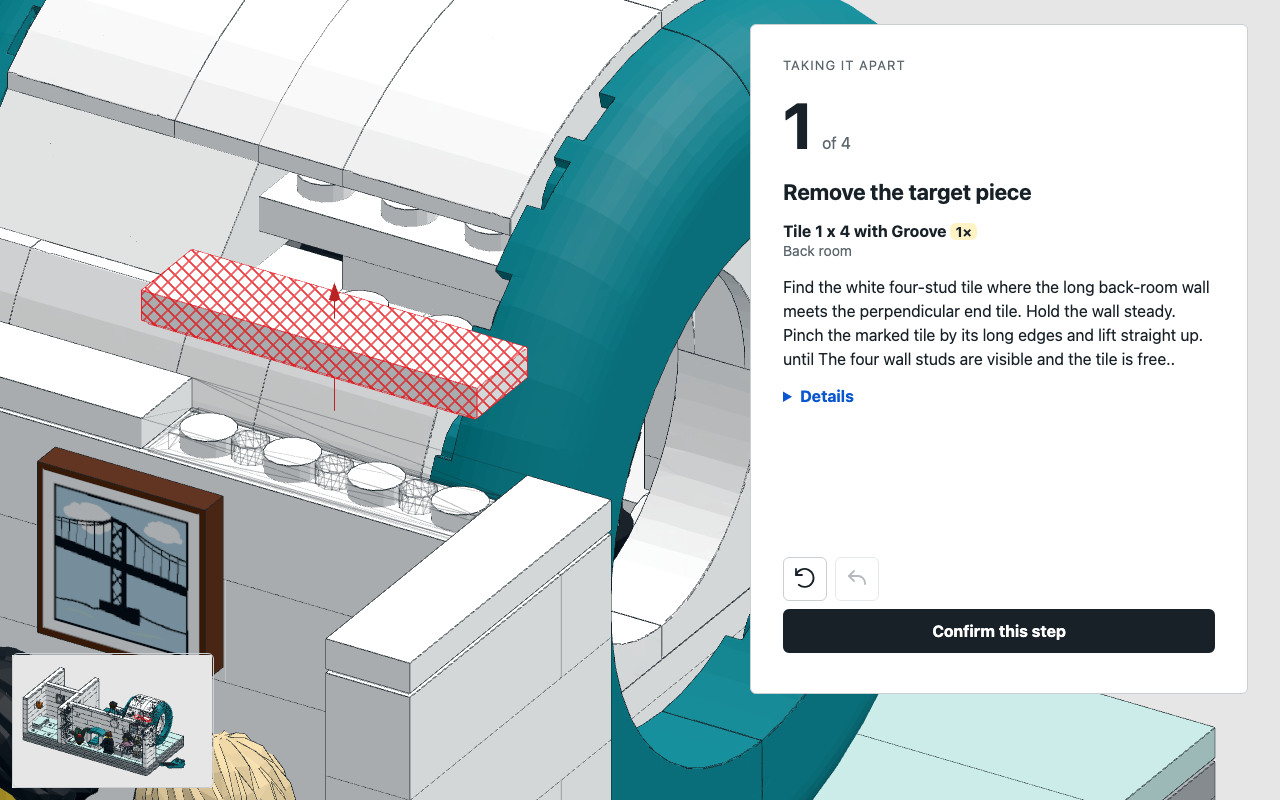 TAKING IT APART
1 of 4
Remove the target piece
Tile 1 x 4 with Groove 1×
Back room
Find the white four-stud tile where the long back-room wall
meets the perpendicular end tile. Hold the wall steady.
Pinch the marked tile by its long edges and lift straight up.
until The four wall studs are visible and the tile is free..
Details
Confirm this step